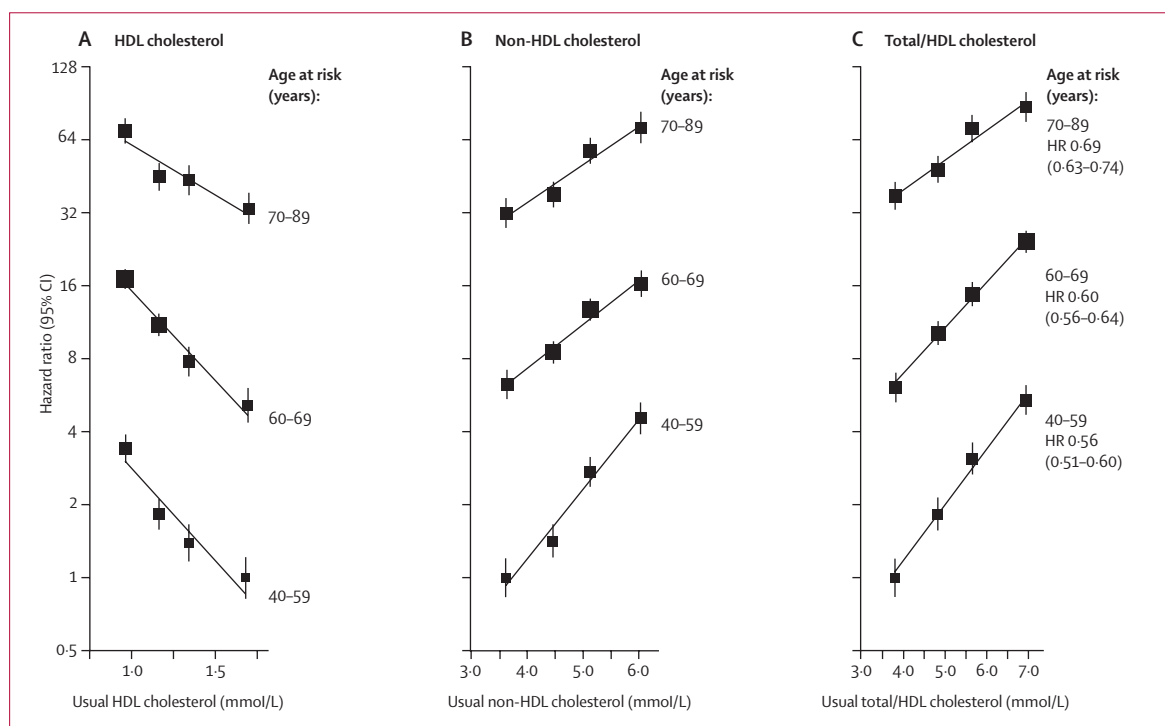 A HDL cholesterol
Age at risk
(years):
128
64
32
16
8
4
2
1
0·5
Hazard ratio (95% CI)
70–89
60–69
40–59
1·0 1·5
Usual HDL cholesterol (mmol/L)
B Non-HDL cholesterol
Age at risk
(years):
70–89
60–69
40–59
3·0 4·0 5·0 6·0
Usual non-HDL cholesterol (mmol/L)
C Total/HDL cholesterol
Age at risk
(years):
70–89
HR 0·69
(0·63–0·74)
60–69
HR 0·60
(0·56–0·64)
40–59
HR 0·56
(0·51–0·60)
3·0 4·0 5·0 6·0 7·0
Usual total/HDL cholesterol (mmol/L)